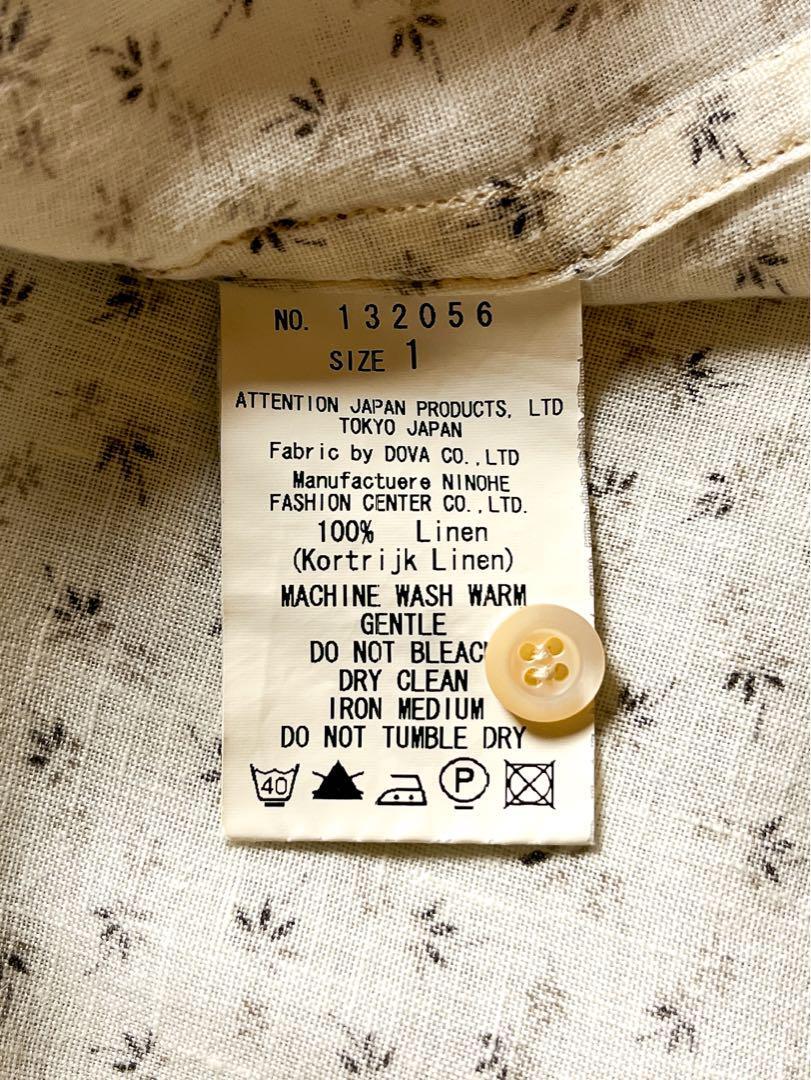 NO. 132056
SIZE 1
ATTENTION JAPAN PRODUCTS, LTD
TOKYO JAPAN
Fabric by DOVA CO.,LTD
Manufactuere NINOHE
FASHION CENTER CO.,LTD.
100% Linen
(Kortrijk Linen)
MACHINE WASH WARM
GENTLE
DO NOT BLEACH
DRY CLEAN
IRON MEDIUM
DO NOT TUMBLE DRY
40 P